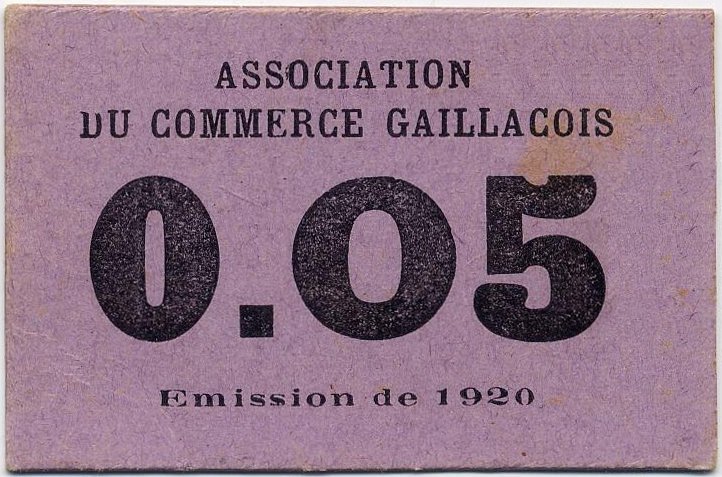 ASSOCIATION
DU COMMERCE GAILLACOIS
0.05
Emission de 1920